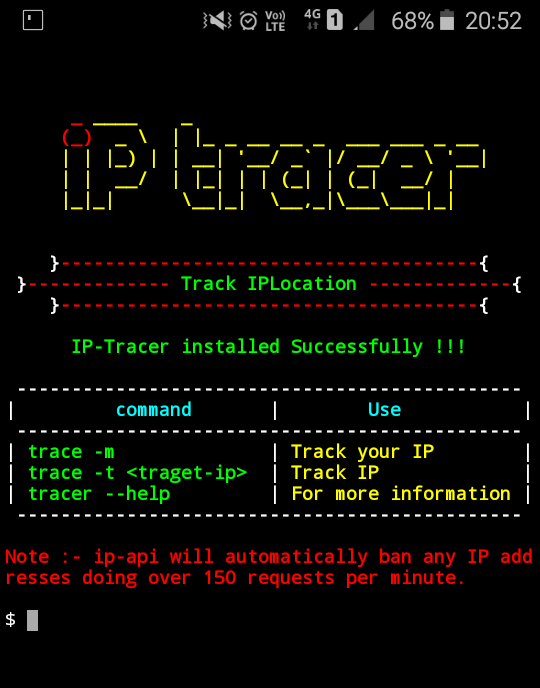 Vo)) LTE 4G 1 68% 20:52
ip tracer
}--------------------------------------{
}------------- Track IPLocation -------------{
}--------------------------------------{
IP-Tracer installed Successfully !!!
----------------------------------------------
| command | Use |
----------------------------------------------
| trace -m | Track your IP |
| trace -t <traget-ip> | Track IP |
| tracer --help | For more information |
----------------------------------------------
Note :- ip-api will automatically ban any IP add
resses doing over 150 requests per minute.
$